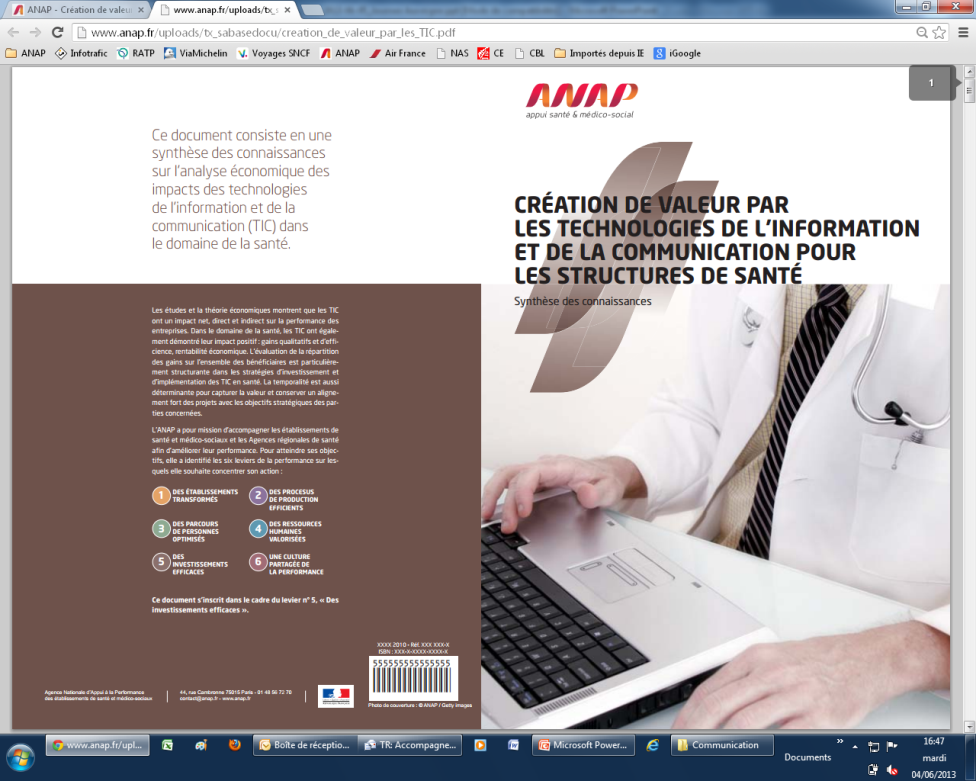 ANAP - Création de valeu
www.anap.fr/uploads/tx_s
www.anap.fr/uploads/tx_sabasedocu/creation_de_valeur_par_les_TIC.pdf
ANAP
Infotrafic
RATP
ViaMichelin
Voyages SNCF
ANAP
Air France
NAS
CE
CBL
Importés depuis IE
iGoogle
1
Ce document consiste en une
synthèse des connaissances
sur l'analyse économique des
impacts des technologies
de l'information et de la
communication (TIC) dans
le domaine de la santé.
ANAP
appui santé & médico-social
CRÉATION DE VALEUR PAR
LES TECHNOLOGIES DE L'INFORMATION
ET DE LA COMMUNICATION POUR
LES STRUCTURES DE SANTÉ
Synthèse des connaissances
Les études et la théorie économiques montrent que les TIC
ont un impact net, direct et indirect sur la performance des
entreprises. Dans le domaine de la santé, les TIC ont égale-
ment démontré leur impact positif : gains qualitatifs et d'effi-
cience, rentabilité économique. L'évaluation de la répartition
des gains sur l'ensemble des bénéficiaires est particulière-
ment structurante dans les stratégies d'investissement et
d'implémentation des TIC en santé. La temporalité est aussi
déterminante pour capturer la valeur et conserver un aligne-
ment fort des projets avec les objectifs stratégiques des par-
ties concernées.
L'ANAP a pour mission d'accompagner les établissements de
santé et médico-sociaux et les Agences régionales de santé
afin d'améliorer leur performance. Pour atteindre ses objec-
tifs, elle a identifié les six leviers de la performance sur les-
quels elle souhaite concentrer son action :
1 DES ÉTABLISSEMENTS
TRANSFORMÉS
2 DES PROCESUS
DE PRODUCTION
EFFICIENTS
3 DES PARCOURS
DE PERSONNES
OPTIMISÉS
4 DES RESSOURCES
HUMAINES
VALORISÉES
5 DES
INVESTISSEMENTS
EFFICACES
6 UNE CULTURE
PARTAGÉE DE
LA PERFORMANCE
Ce document s'inscrit dans le cadre du levier n° 5, « Des
investissements efficaces ».
XXXX 2010 - Réf. XXX XXX-X
ISBN : XXX-X-XXXX-XXXX-X
5555555555555555
Photo de couverture : © ANAP / Getty images
Agence Nationale d'Appui à la Performance
des établissements de santé et médico-sociaux
44, rue Cambronne 75015 Paris - 01 48 56 72 70
contact@anap.fr - www.anap.fr
www.anap.fr/upl...
Boîte de réceptio...
TR: Accompagne...
Microsoft Power...
Communication
Documents
16:47
mardi
04/06/2013